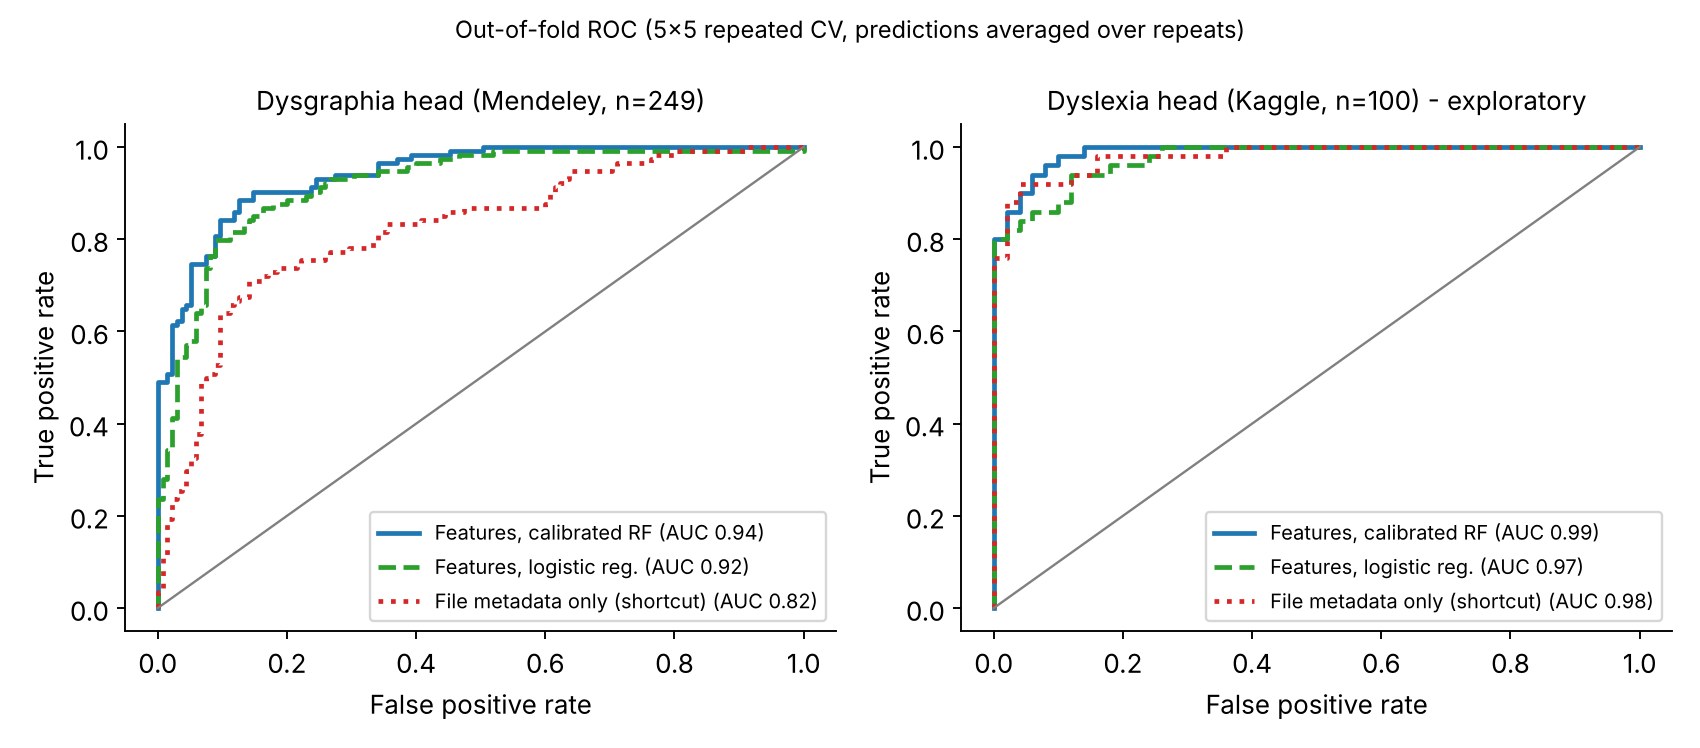 Out-of-fold ROC (5×5 repeated CV, predictions averaged over repeats)
Dysgraphia head (Mendeley, n=249)
True positive rate
1.0
0.8
0.6
0.4
0.2
0.0
Features, calibrated RF (AUC 0.94)
Features, logistic reg. (AUC 0.92)
File metadata only (shortcut) (AUC 0.82)
0.0 0.2 0.4 0.6 0.8 1.0
False positive rate
Dyslexia head (Kaggle, n=100) - exploratory
True positive rate
1.0
0.8
0.6
0.4
0.2
0.0
Features, calibrated RF (AUC 0.99)
Features, logistic reg. (AUC 0.97)
File metadata only (shortcut) (AUC 0.98)
0.0 0.2 0.4 0.6 0.8 1.0
False positive rate